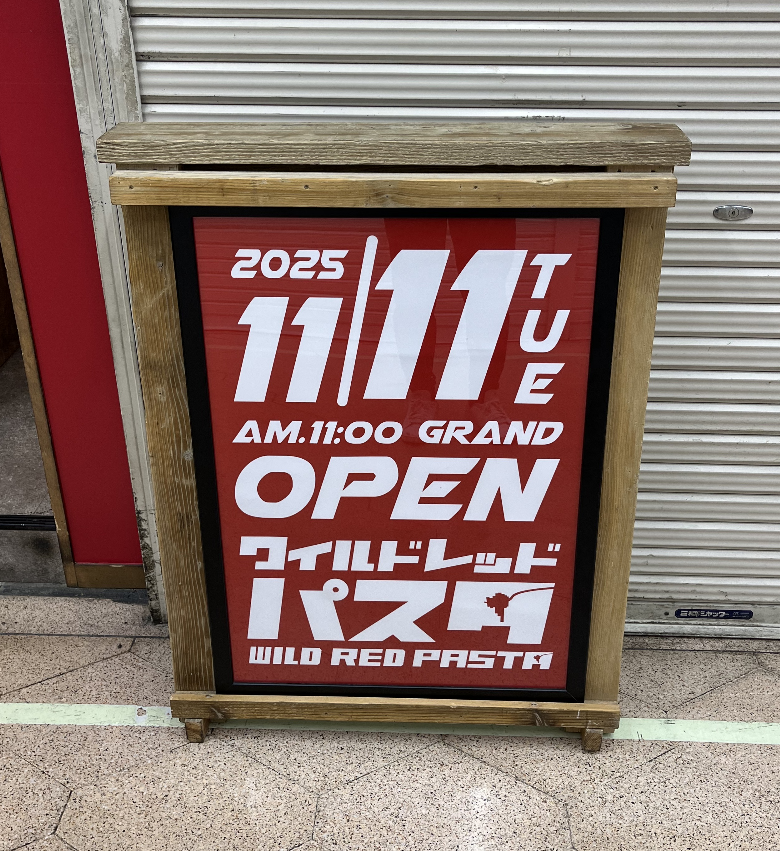 2025
11/11 TUE
AM.11:00 GRAND
OPEN
ワイルドレッド
パスタ
WILD RED PASTA